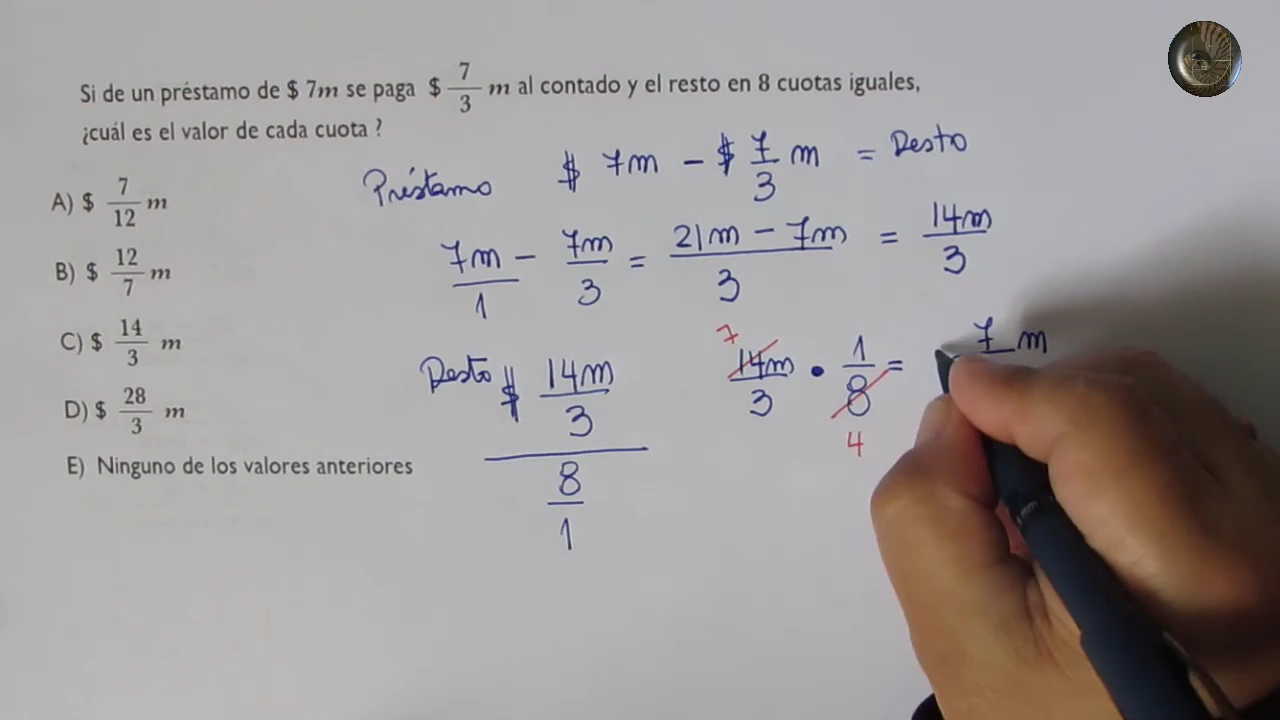 Si de un préstamo de $ 7m se paga $ 7/3 m al contado y el resto en 8 cuotas iguales,
¿cuál es el valor de cada cuota ?
Préstamo $ 7m - $ 7/3 m = Resto
A) $ 7/12 m
7m/1 - 7m/3 = 21m - 7m/3 = 14m/3
B) $ 12/7 m
C) $ 14/3 m
Resto $ 14m/3
8/1
7
14m/3 • 1/8 = 7m
4
D) $ 28/3 m
E) Ninguno de los valores anteriores